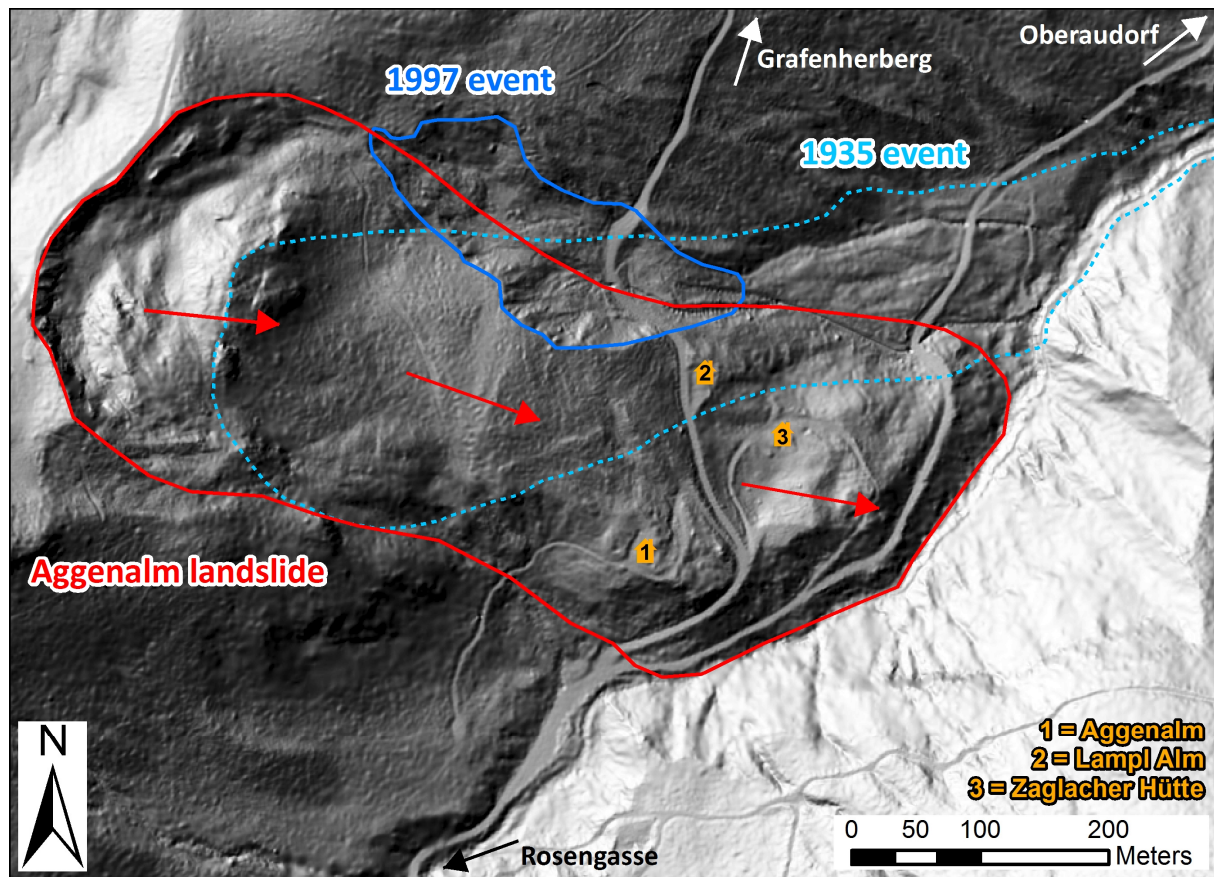 Oberaudorf
Grafenherberg
1997 event
1935 event
2
3
1
Aggenalm landslide
N
1 = Aggenalm
2 = Lampl Alm
3 = Zaglacher Hütte
0 50 100 200
Meters
Rosengasse